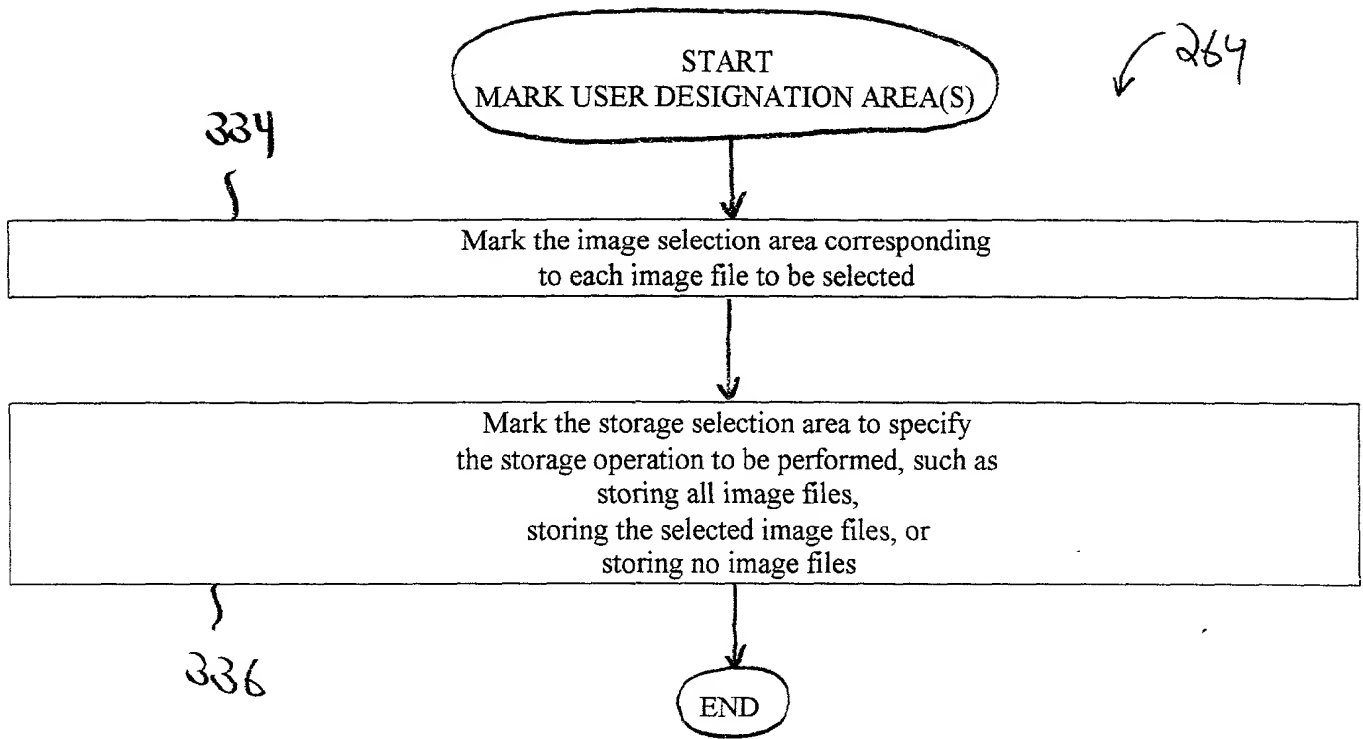 START
MARK USER DESIGNATION AREA(S)
264
334
Mark the image selection area corresponding
to each image file to be selected
Mark the storage selection area to specify
the storage operation to be performed, such as
storing all image files,
storing the selected image files, or
storing no image files
336
END